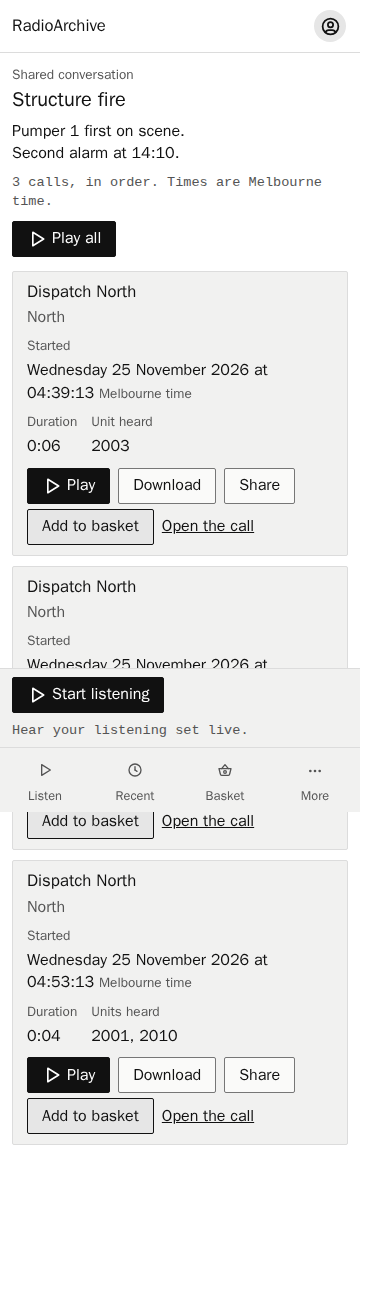 RadioArchive
Shared conversation
Structure fire
Pumper 1 first on scene.
Second alarm at 14:10.
3 calls, in order. Times are Melbourne
time.
Play all
Dispatch North
North
Started
Wednesday 25 November 2026 at
04:39:13 Melbourne time
Duration Unit heard
0:06 2003
Play Download Share
Add to basket Open the call
Dispatch North
North
Started
Wednesday 25 November 2026 at
Start listening
Hear your listening set live.
Listen Recent Basket More
Add to basket Open the call
Dispatch North
North
Started
Wednesday 25 November 2026 at
04:53:13 Melbourne time
Duration Units heard
0:04 2001, 2010
Play Download Share
Add to basket Open the call